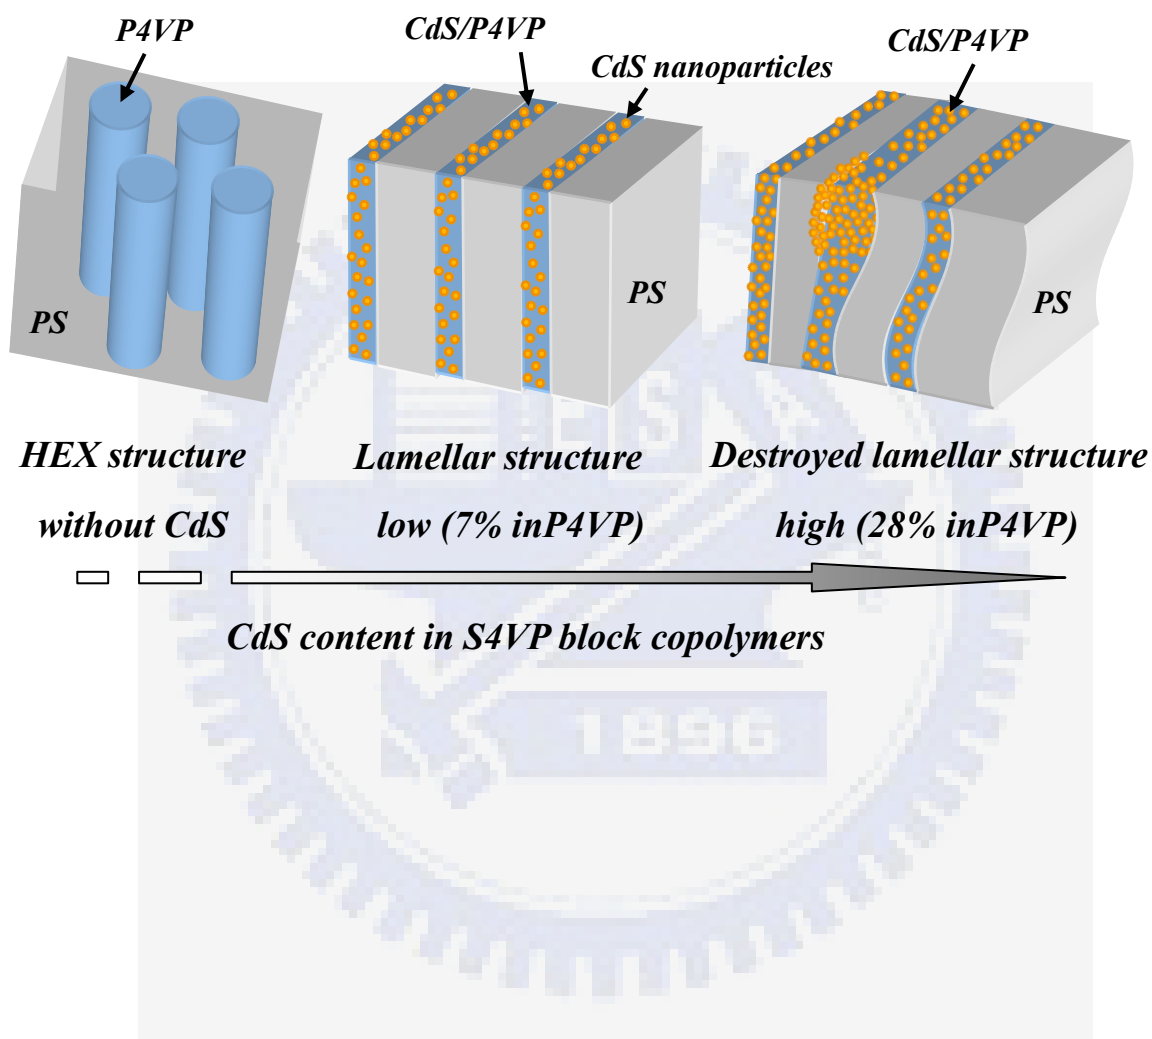 P4VP
CdS/P4VP
CdS nanoparticles
CdS/P4VP
PS
PS
PS
HEX structure
Lamellar structure
Destroyed lamellar structure
without CdS
low (7% inP4VP)
high (28% inP4VP)
CdS content in S4VP block copolymers
1896